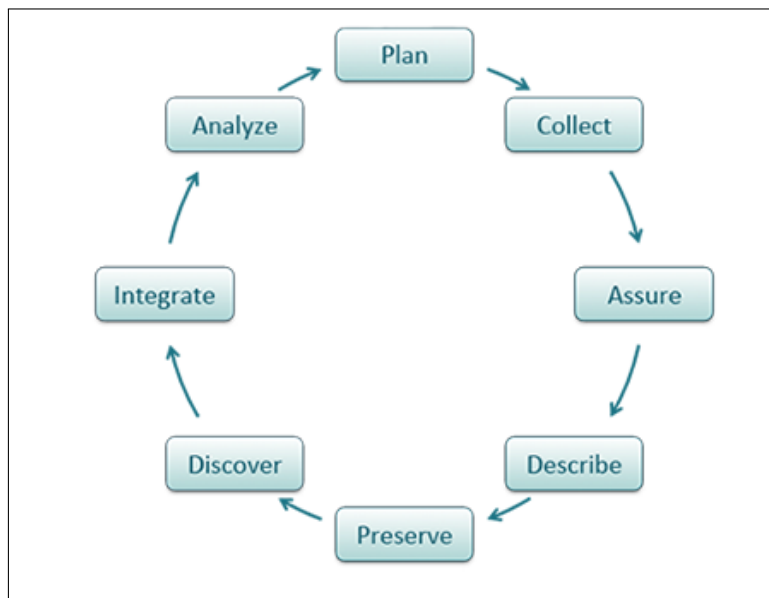 Plan
Collect
Assure
Describe
Preserve
Discover
Integrate
Analyze